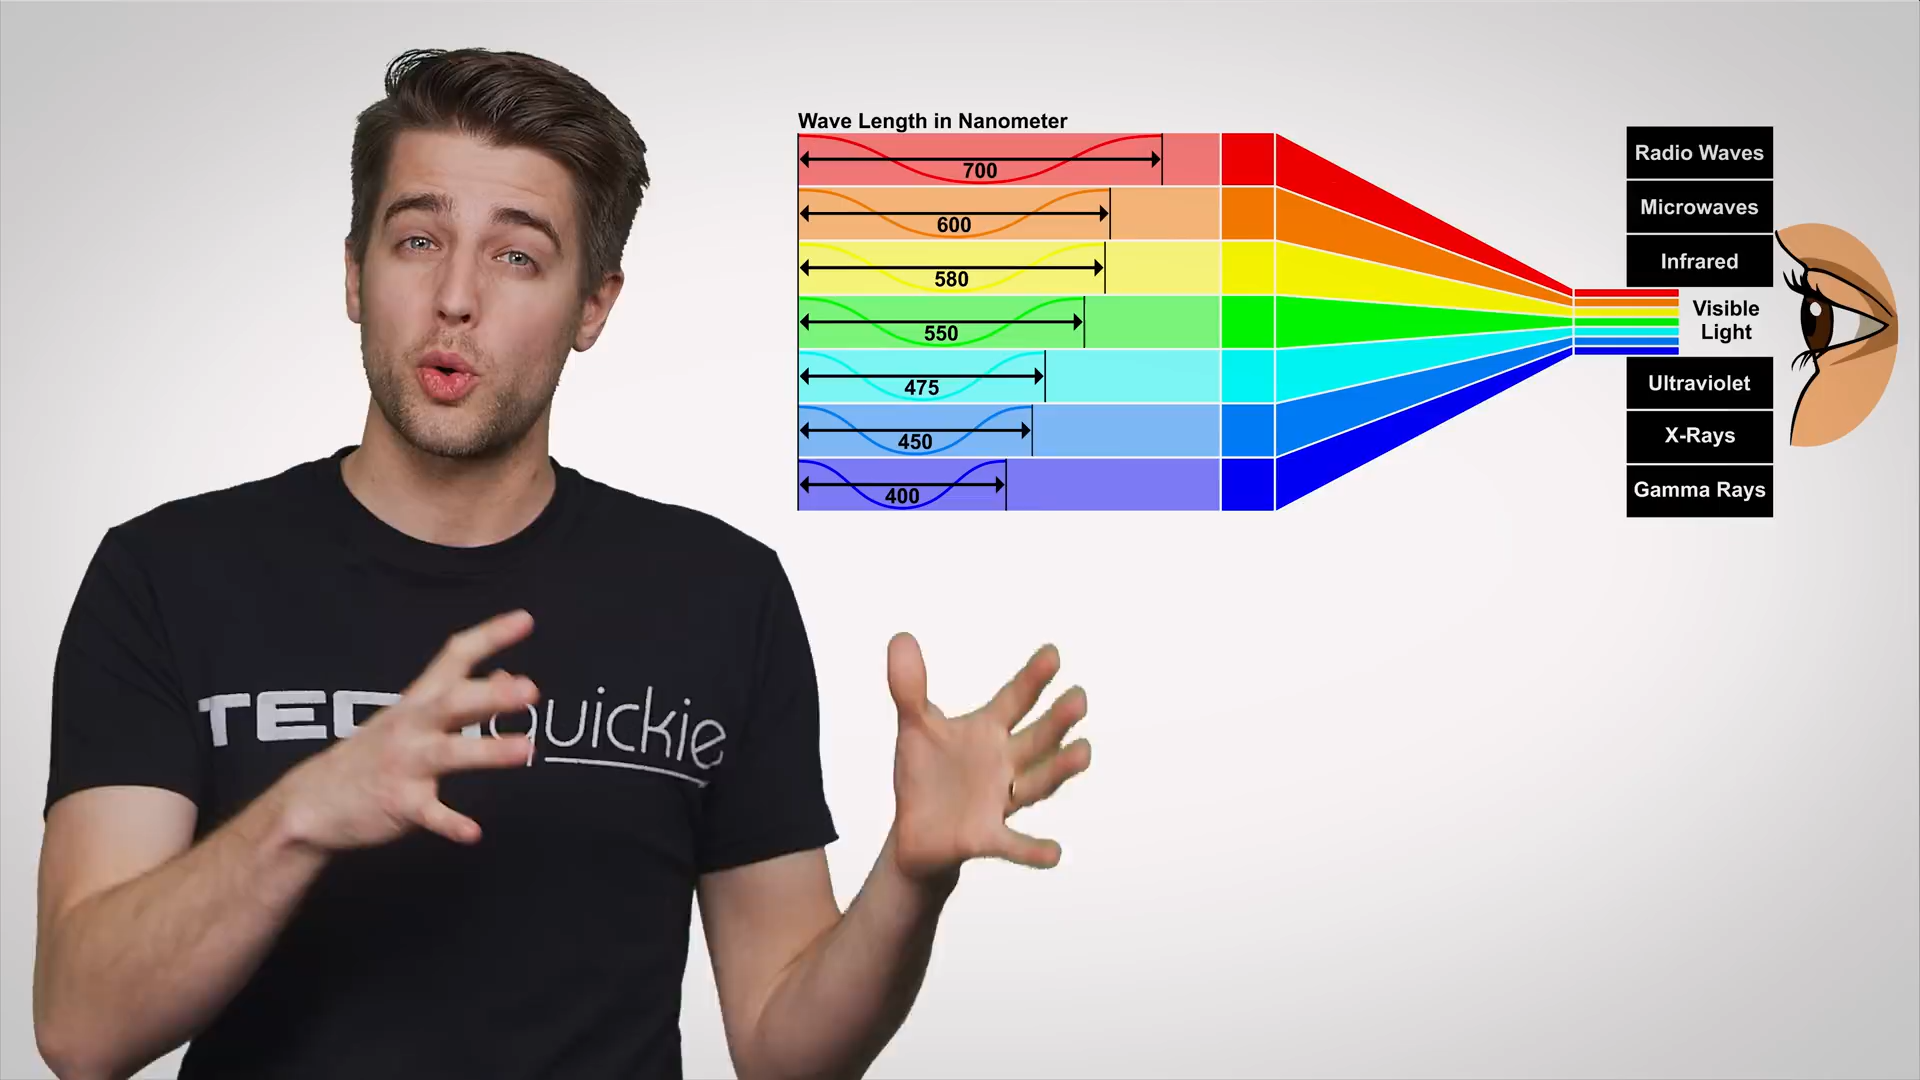 Wave Length in Nanometer
700
600
580
550
475
450
400
Radio Waves
Microwaves
Infrared
Visible
Light
Ultraviolet
X-Rays
Gamma Rays
quickie